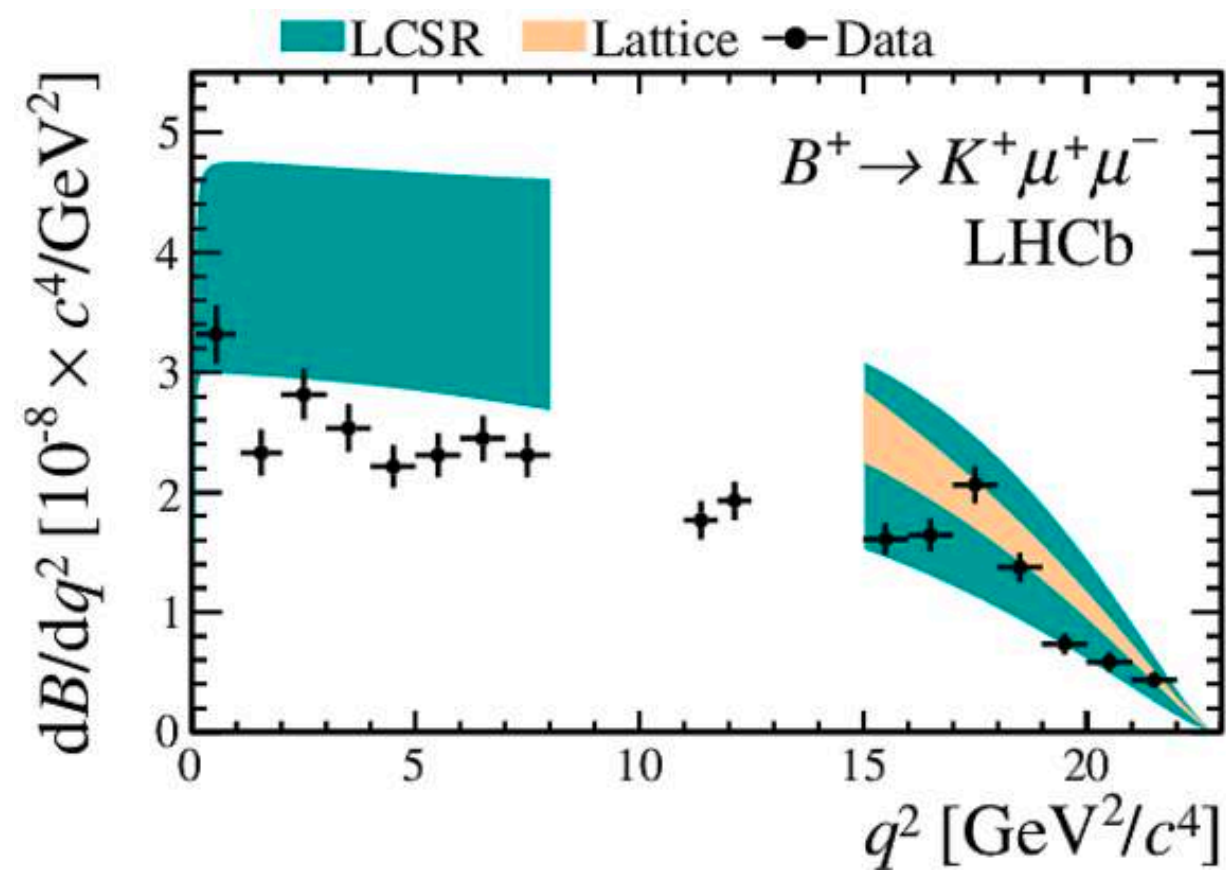 LCSR Lattice Data
dB/dq² [10⁻⁸ × c⁴/GeV²]
5
4
3
2
1
0
B⁺ → K⁺μ⁺μ⁻
LHCb
0 5 10 15 20
q² [GeV²/c⁴]